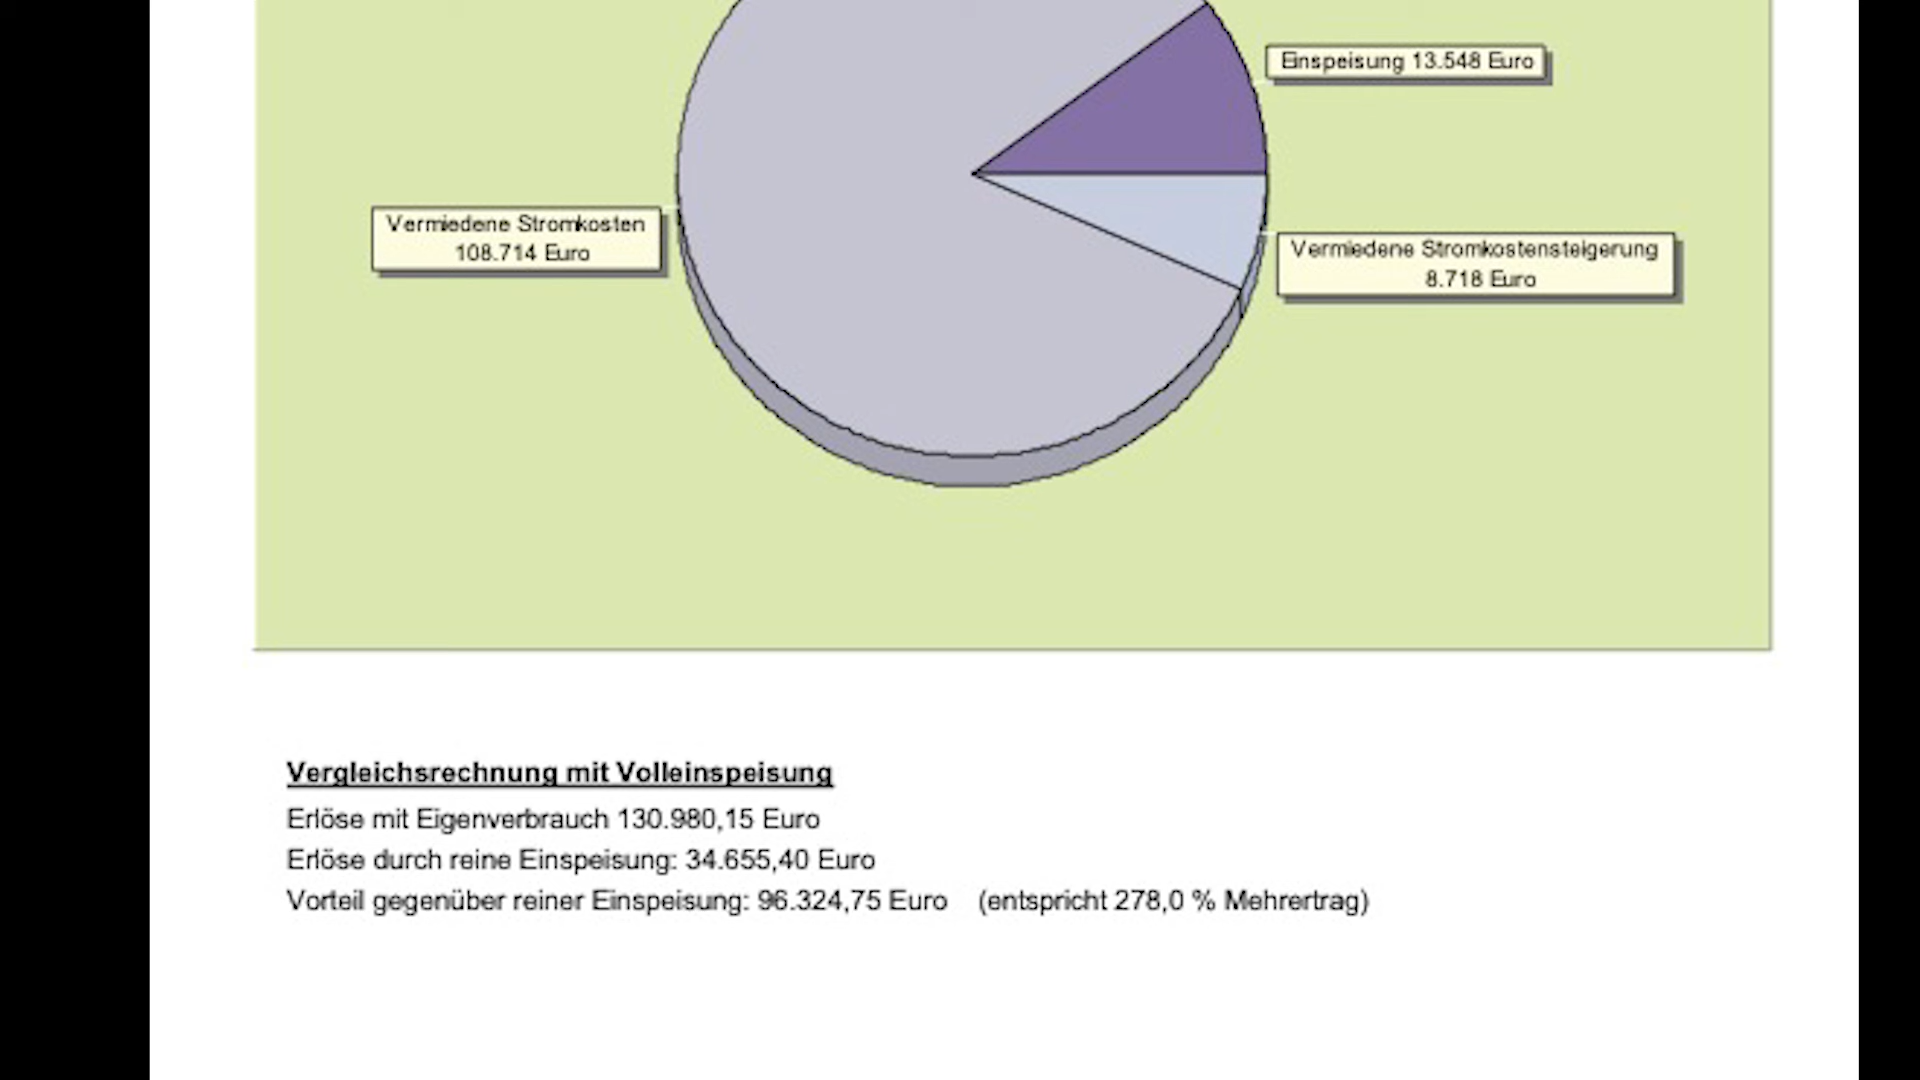 Einspeisung 13.548 Euro
Vermiedene Stromkosten
108.714 Euro
Vermiedene Stromkostensteigerung
8.718 Euro
Vergleichsrechnung mit Volleinspeisung
Erlöse mit Eigenverbrauch 130.980,15 Euro
Erlöse durch reine Einspeisung: 34.655,40 Euro
Vorteil gegenüber reiner Einspeisung: 96.324,75 Euro (entspricht 278,0 % Mehrertrag)